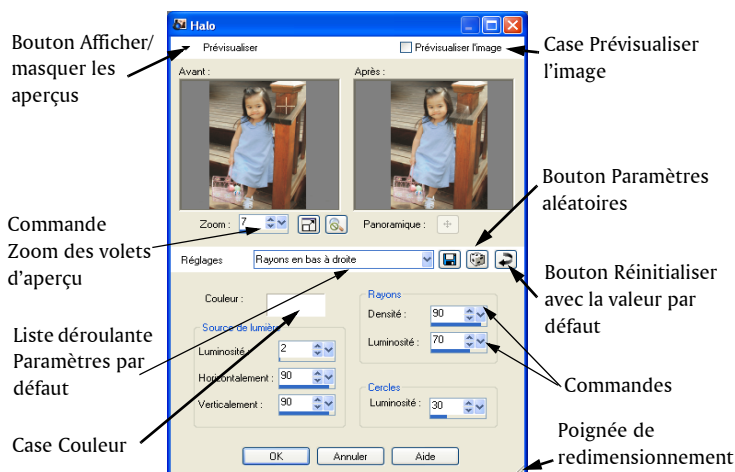 Halo
Bouton Afficher/
masquer les
aperçus
Prévisualiser
Prévisualiser l'image
Case Prévisualiser
l'image
Avant :
Après :
Bouton Paramètres
aléatoires
Commande
Zoom des volets
d'aperçu
Zoom :
7
Panoramique :
Réglages
Rayons en bas à droite
Bouton Réinitialiser
avec la valeur par
défaut
Couleur :
Rayons
Densité :
90
Luminosité :
70
Source de lumière
Luminosité :
2
Horizontalement :
90
Verticalement :
90
Liste déroulante
Paramètres par
défaut
Commandes
Cercles
Luminosité :
30
Case Couleur
OK
Annuler
Aide
Poignée de
redimensionnement